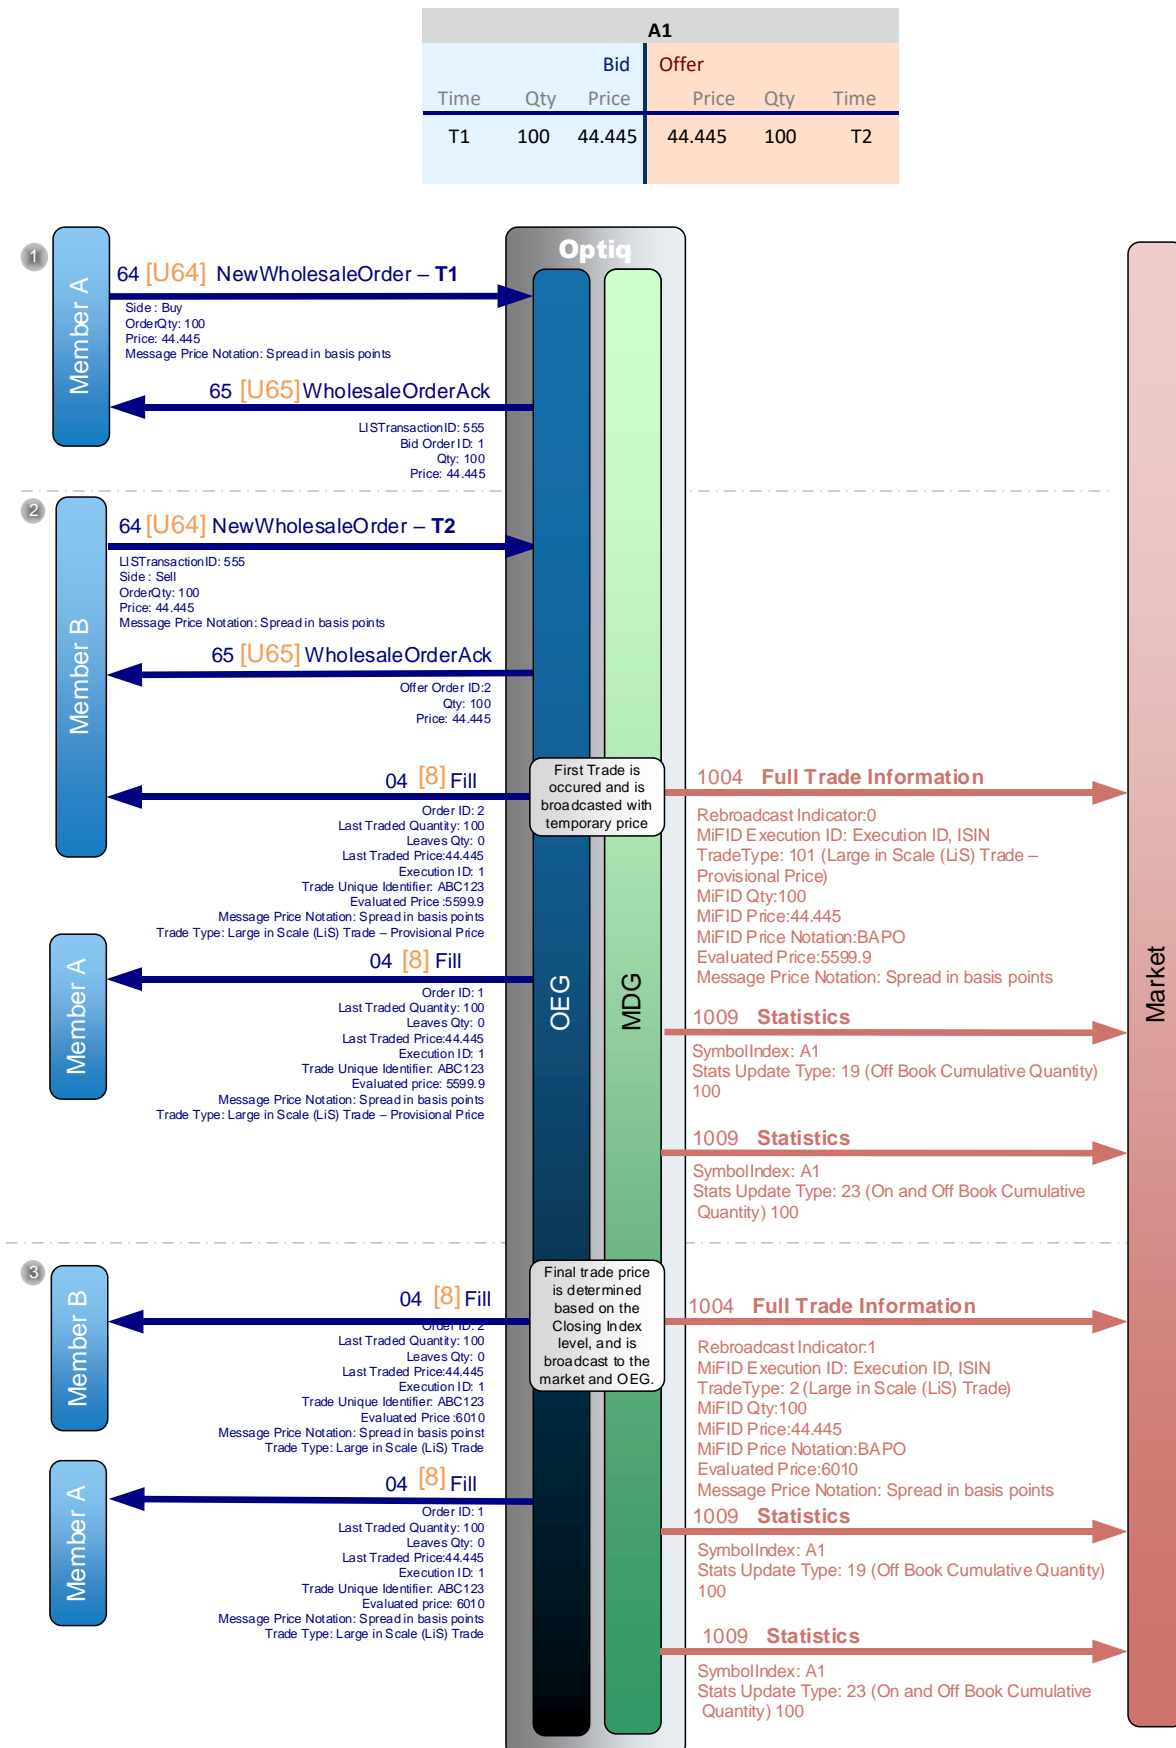 A1
Bid Offer
Time Qty Price Price Qty Time
T1 100 44.445 44.445 100 T2
Optiq
OEG
MDG
Market
1
Member A
64 [U64] NewWholesaleOrder – T1
Side : Buy
OrderQty: 100
Price: 44.445
Message Price Notation: Spread in basis points
65 [U65] WholesaleOrderAck
LISTransactionID: 555
Bid Order ID: 1
Qty: 100
Price: 44.445
2
Member B
64 [U64] NewWholesaleOrder – T2
LISTransactionID: 555
Side : Sell
OrderQty: 100
Price: 44.445
Message Price Notation: Spread in basis points
65 [U65] WholesaleOrderAck
Offer Order ID:2
Qty: 100
Price: 44.445
04 [8] Fill
Order ID: 2
Last Traded Quantity: 100
Leaves Qty: 0
Last Traded Price:44.445
Execution ID: 1
Trade Unique Identifier: ABC123
Evaluated Price :5599.9
Message Price Notation: Spread in basis points
Trade Type: Large in Scale (LiS) Trade – Provisional Price
First Trade is
occured and is
broadcasted with
temporary price
1004 Full Trade Information
Rebroadcast Indicator:0
MiFID Execution ID: Execution ID, ISIN
TradeType: 101 (Large in Scale (LiS) Trade –
Provisional Price)
MiFID Qty:100
MiFID Price:44.445
MiFID Price Notation:BAPO
Evaluated Price:5599.9
Message Price Notation: Spread in basis points
Member A
04 [8] Fill
Order ID: 1
Last Traded Quantity: 100
Leaves Qty: 0
Last Traded Price:44.445
Execution ID: 1
Trade Unique Identifier: ABC123
Evaluated price: 5599.9
Message Price Notation: Spread in basis points
Trade Type: Large in Scale (LiS) Trade – Provisional Price
1009 Statistics
SymbolIndex: A1
Stats Update Type: 19 (Off Book Cumulative Quantity)
100
1009 Statistics
SymbolIndex: A1
Stats Update Type: 23 (On and Off Book Cumulative
Quantity) 100
3
Member B
04 [8] Fill
Order ID: 2
Last Traded Quantity: 100
Leaves Qty: 0
Last Traded Price:44.445
Execution ID: 1
Trade Unique Identifier: ABC123
Evaluated Price :6010
Message Price Notation: Spread in basis poinst
Trade Type: Large in Scale (LiS) Trade
Final trade price
is determined
based on the
Closing Index
level, and is
broadcast to the
market and OEG.
1004 Full Trade Information
Rebroadcast Indicator:1
MiFID Execution ID: Execution ID, ISIN
TradeType: 2 (Large in Scale (LiS) Trade)
MiFID Qty:100
MiFID Price:44.445
MiFID Price Notation:BAPO
Evaluated Price:6010
Message Price Notation: Spread in basis points
Member A
04 [8] Fill
Order ID: 1
Last Traded Quantity: 100
Leaves Qty: 0
Last Traded Price:44.445
Execution ID: 1
Trade Unique Identifier: ABC123
Evaluated price: 6010
Message Price Notation: Spread in basis points
Trade Type: Large in Scale (LiS) Trade
1009 Statistics
SymbolIndex: A1
Stats Update Type: 19 (Off Book Cumulative Quantity)
100
1009 Statistics
SymbolIndex: A1
Stats Update Type: 23 (On and Off Book Cumulative
Quantity) 100